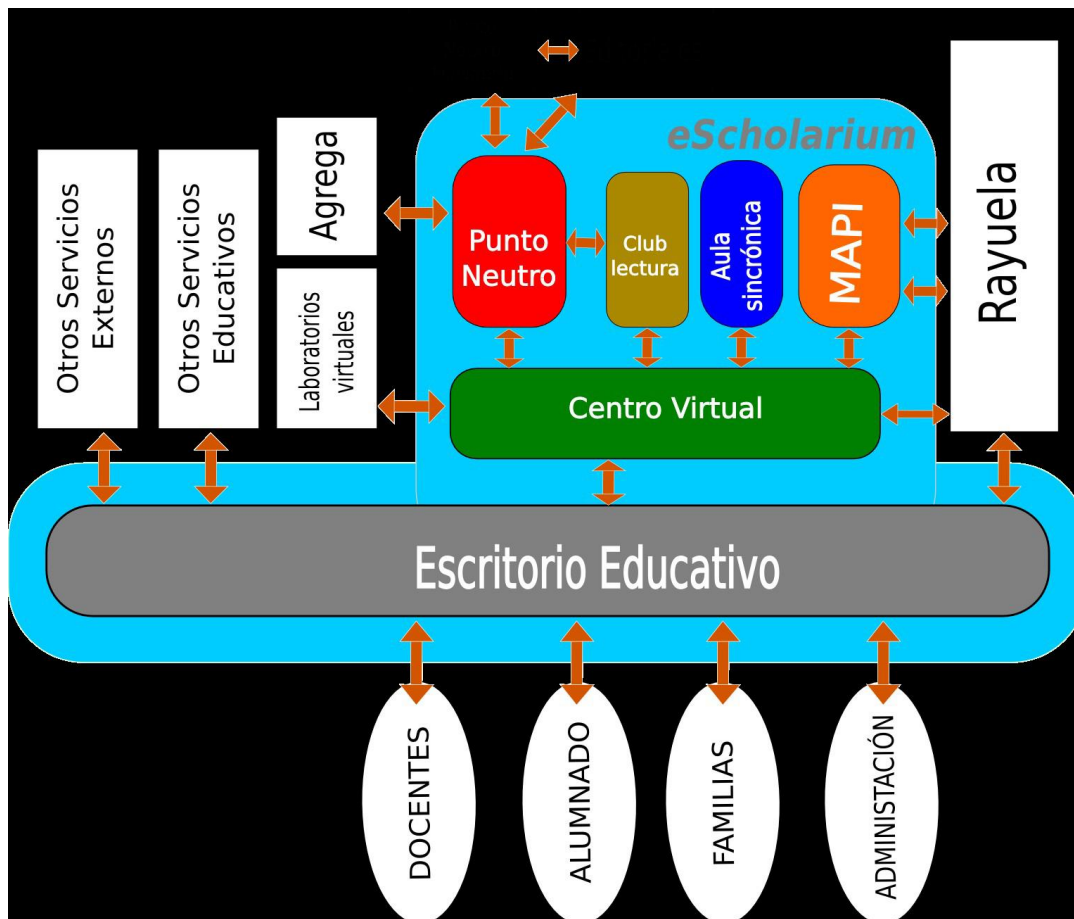 eScholarium
Otros Servicios
Externos
Otros Servicios
Educativos
Agrega
Laboratorios
virtuales
Punto
Neutro
Club
lectura
Aula
sincrónica
MAPI
Rayuela
Centro Virtual
Escritorio Educativo
DOCENTES
ALUMNADO
FAMILIAS
ADMINISTACIÓN